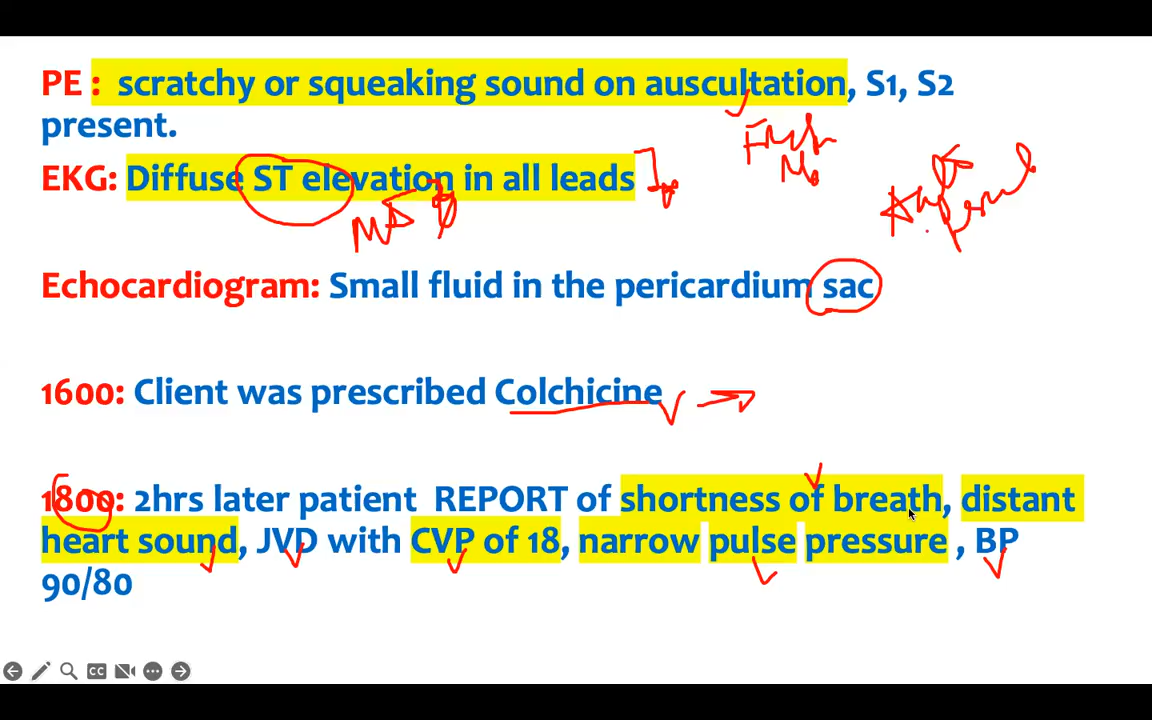 PE : scratchy or squeaking sound on auscultation, S1, S2
present.
EKG: Diffuse ST elevation in all leads
Echocardiogram: Small fluid in the pericardium sac
1600: Client was prescribed Colchicine
1800: 2hrs later patient REPORT of shortness of breath, distant
heart sound, JVD with CVP of 18, narrow pulse pressure , BP
90/80
CC